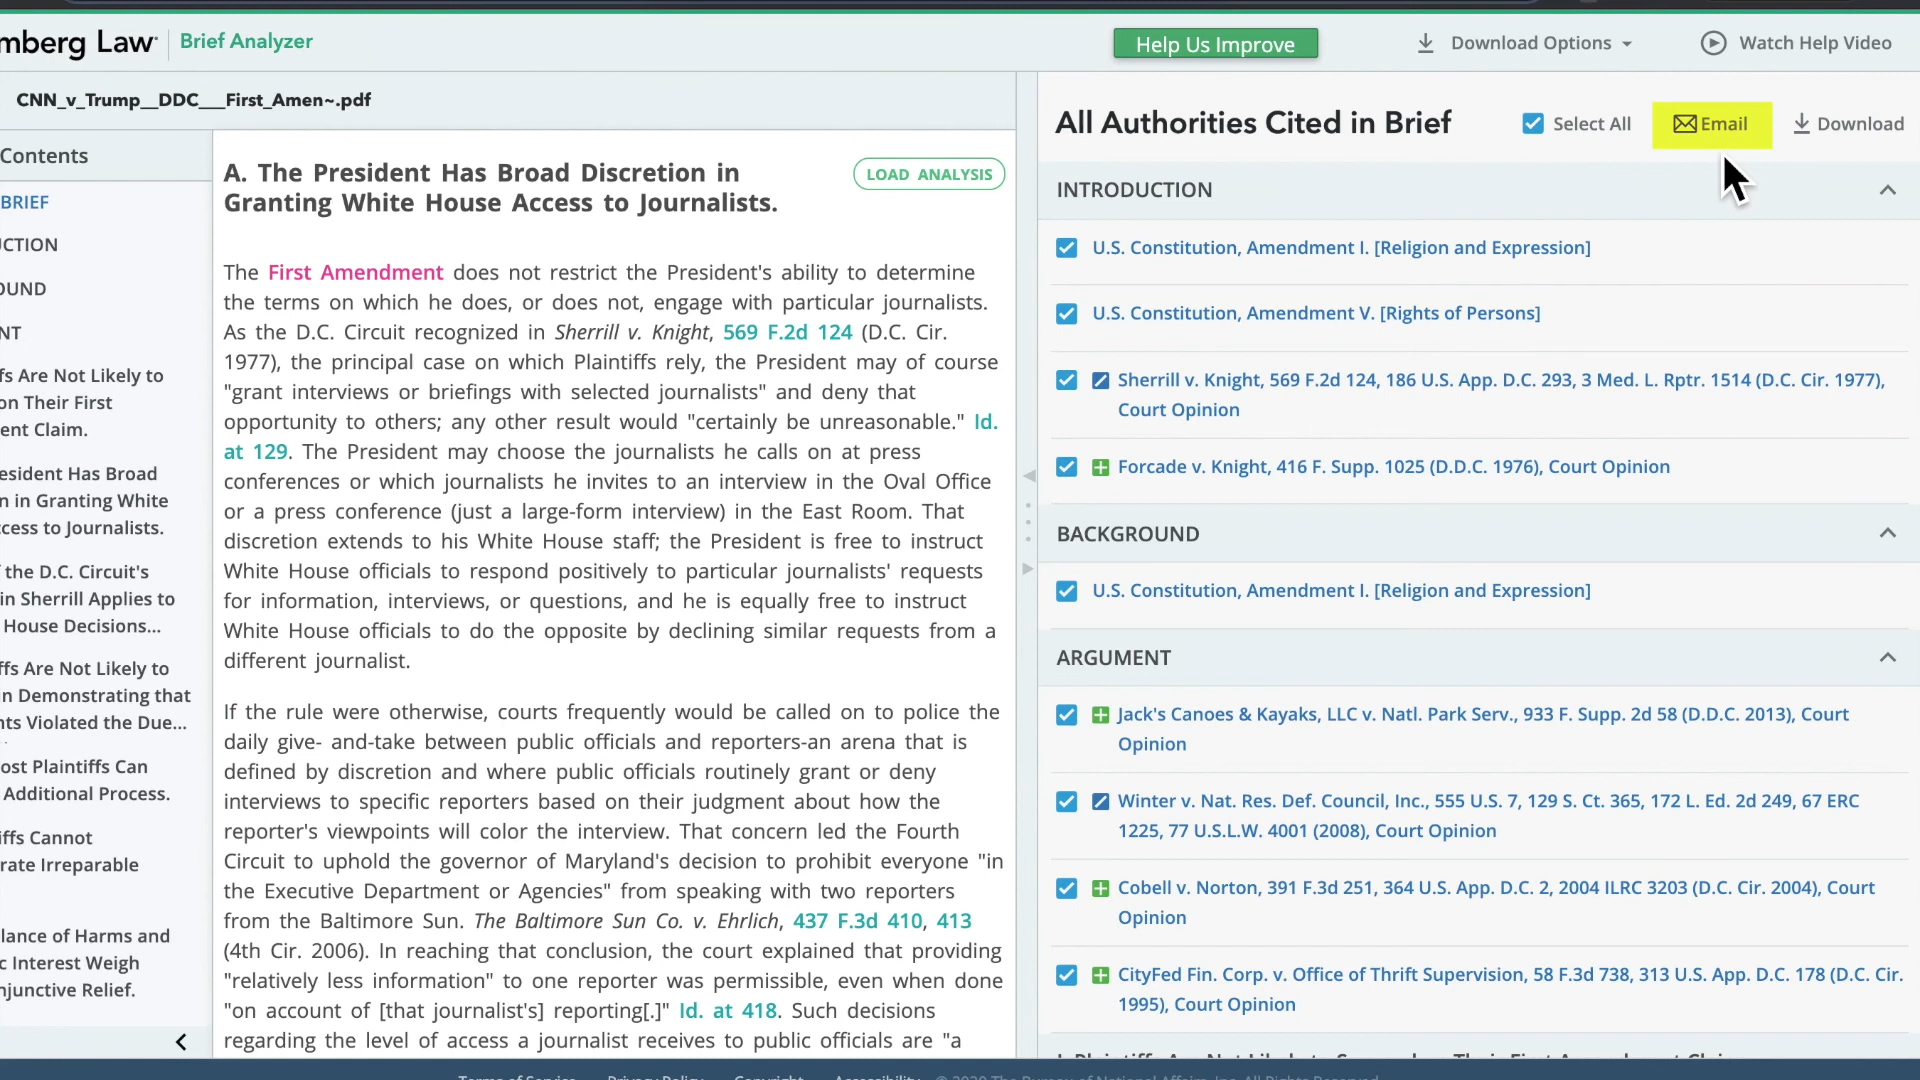 mberg Law
Brief Analyzer
Help Us Improve
Download Options
Watch Help Video
CNN_v_Trump__DDC___First_Amen~.pdf
Contents
BRIEF
UCTION
OUND
NT
fs Are Not Likely to
on Their First
ent Claim.
esident Has Broad
n in Granting White
ccess to Journalists.
f the D.C. Circuit's
in Sherrill Applies to
House Decisions...
ffs Are Not Likely to
in Demonstrating that
nts Violated the Due...
ost Plaintiffs Can
Additional Process.
iffs Cannot
rate Irreparable
lance of Harms and
c Interest Weigh
njunctive Relief.
A. The President Has Broad Discretion in
Granting White House Access to Journalists.
LOAD ANALYSIS
The First Amendment does not restrict the President's ability to determine
the terms on which he does, or does not, engage with particular journalists.
As the D.C. Circuit recognized in Sherrill v. Knight, 569 F.2d 124 (D.C. Cir.
1977), the principal case on which Plaintiffs rely, the President may of course
"grant interviews or briefings with selected journalists" and deny that
opportunity to others; any other result would "certainly be unreasonable." Id.
at 129. The President may choose the journalists he calls on at press
conferences or which journalists he invites to an interview in the Oval Office
or a press conference (just a large-form interview) in the East Room. That
discretion extends to his White House staff; the President is free to instruct
White House officials to respond positively to particular journalists' requests
for information, interviews, or questions, and he is equally free to instruct
White House officials to do the opposite by declining similar requests from a
different journalist.
If the rule were otherwise, courts frequently would be called on to police the
daily give- and-take between public officials and reporters-an arena that is
defined by discretion and where public officials routinely grant or deny
interviews to specific reporters based on their judgment about how the
reporter's viewpoints will color the interview. That concern led the Fourth
Circuit to uphold the governor of Maryland's decision to prohibit everyone "in
the Executive Department or Agencies" from speaking with two reporters
from the Baltimore Sun. The Baltimore Sun Co. v. Ehrlich, 437 F.3d 410, 413
(4th Cir. 2006). In reaching that conclusion, the court explained that providing
"relatively less information" to one reporter was permissible, even when done
"on account of [that journalist's] reporting[.]" Id. at 418. Such decisions
regarding the level of access a journalist receives to public officials are "a
All Authorities Cited in Brief
Select All
Email
Download
INTRODUCTION
U.S. Constitution, Amendment I. [Religion and Expression]
U.S. Constitution, Amendment V. [Rights of Persons]
Sherrill v. Knight, 569 F.2d 124, 186 U.S. App. D.C. 293, 3 Med. L. Rptr. 1514 (D.C. Cir. 1977),
Court Opinion
Forcade v. Knight, 416 F. Supp. 1025 (D.D.C. 1976), Court Opinion
BACKGROUND
U.S. Constitution, Amendment I. [Religion and Expression]
ARGUMENT
Jack's Canoes & Kayaks, LLC v. Natl. Park Serv., 933 F. Supp. 2d 58 (D.D.C. 2013), Court
Opinion
Winter v. Nat. Res. Def. Council, Inc., 555 U.S. 7, 129 S. Ct. 365, 172 L. Ed. 2d 249, 67 ERC
1225, 77 U.S.L.W. 4001 (2008), Court Opinion
Cobell v. Norton, 391 F.3d 251, 364 U.S. App. D.C. 2, 2004 ILRC 3203 (D.C. Cir. 2004), Court
Opinion
CityFed Fin. Corp. v. Office of Thrift Supervision, 58 F.3d 738, 313 U.S. App. D.C. 178 (D.C. Cir.
1995), Court Opinion